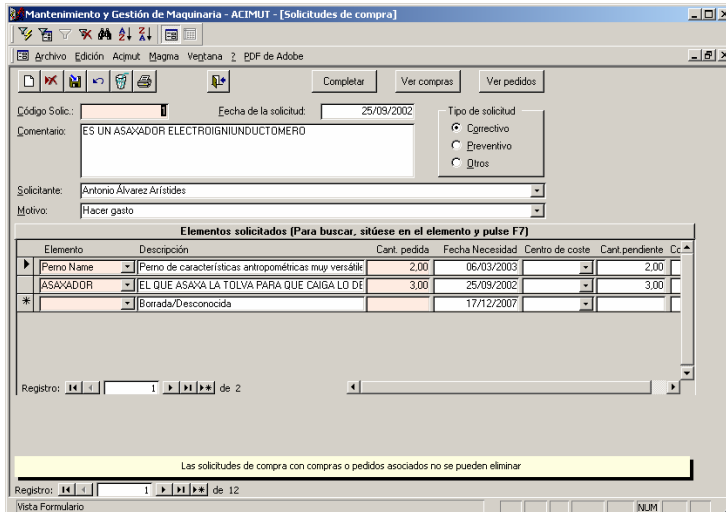 Mantenimiento y Gestión de Maquinaria - ACIMUT - [Solicitudes de compra]
Archivo Edición Acimut Magma Ventana ? PDF de Adobe
Completar Ver compras Ver pedidos
Código Solic.: 1 Fecha de la solicitud: 25/09/2002 Tipo de solicitud
Comentario: ES UN ASAXADOR ELECTROIGNIUNDUCTOMERO Correctivo
Preventivo
Otros
Solicitante: Antonio Álvarez Arístides
Motivo: Hacer gasto
Elementos solicitados (Para buscar, sitúese en el elemento y pulse F7)
Elemento Descripción Cant. pedida Fecha Necesidad Centro de coste Cant.pendiente Co
Perno Name Perno de características antropométricas muy versátile 2,00 06/03/2003 2,00
ASAXADOR EL QUE ASAXA LA TOLVA PARA QUE CAIGA LO DE 3,00 25/09/2002 3,00
Borrada/Desconocida 17/12/2007
Registro: 1 de 2
Las solicitudes de compra con compras o pedidos asociados no se pueden eliminar
Registro: 1 de 12
Vista Formulario NUM